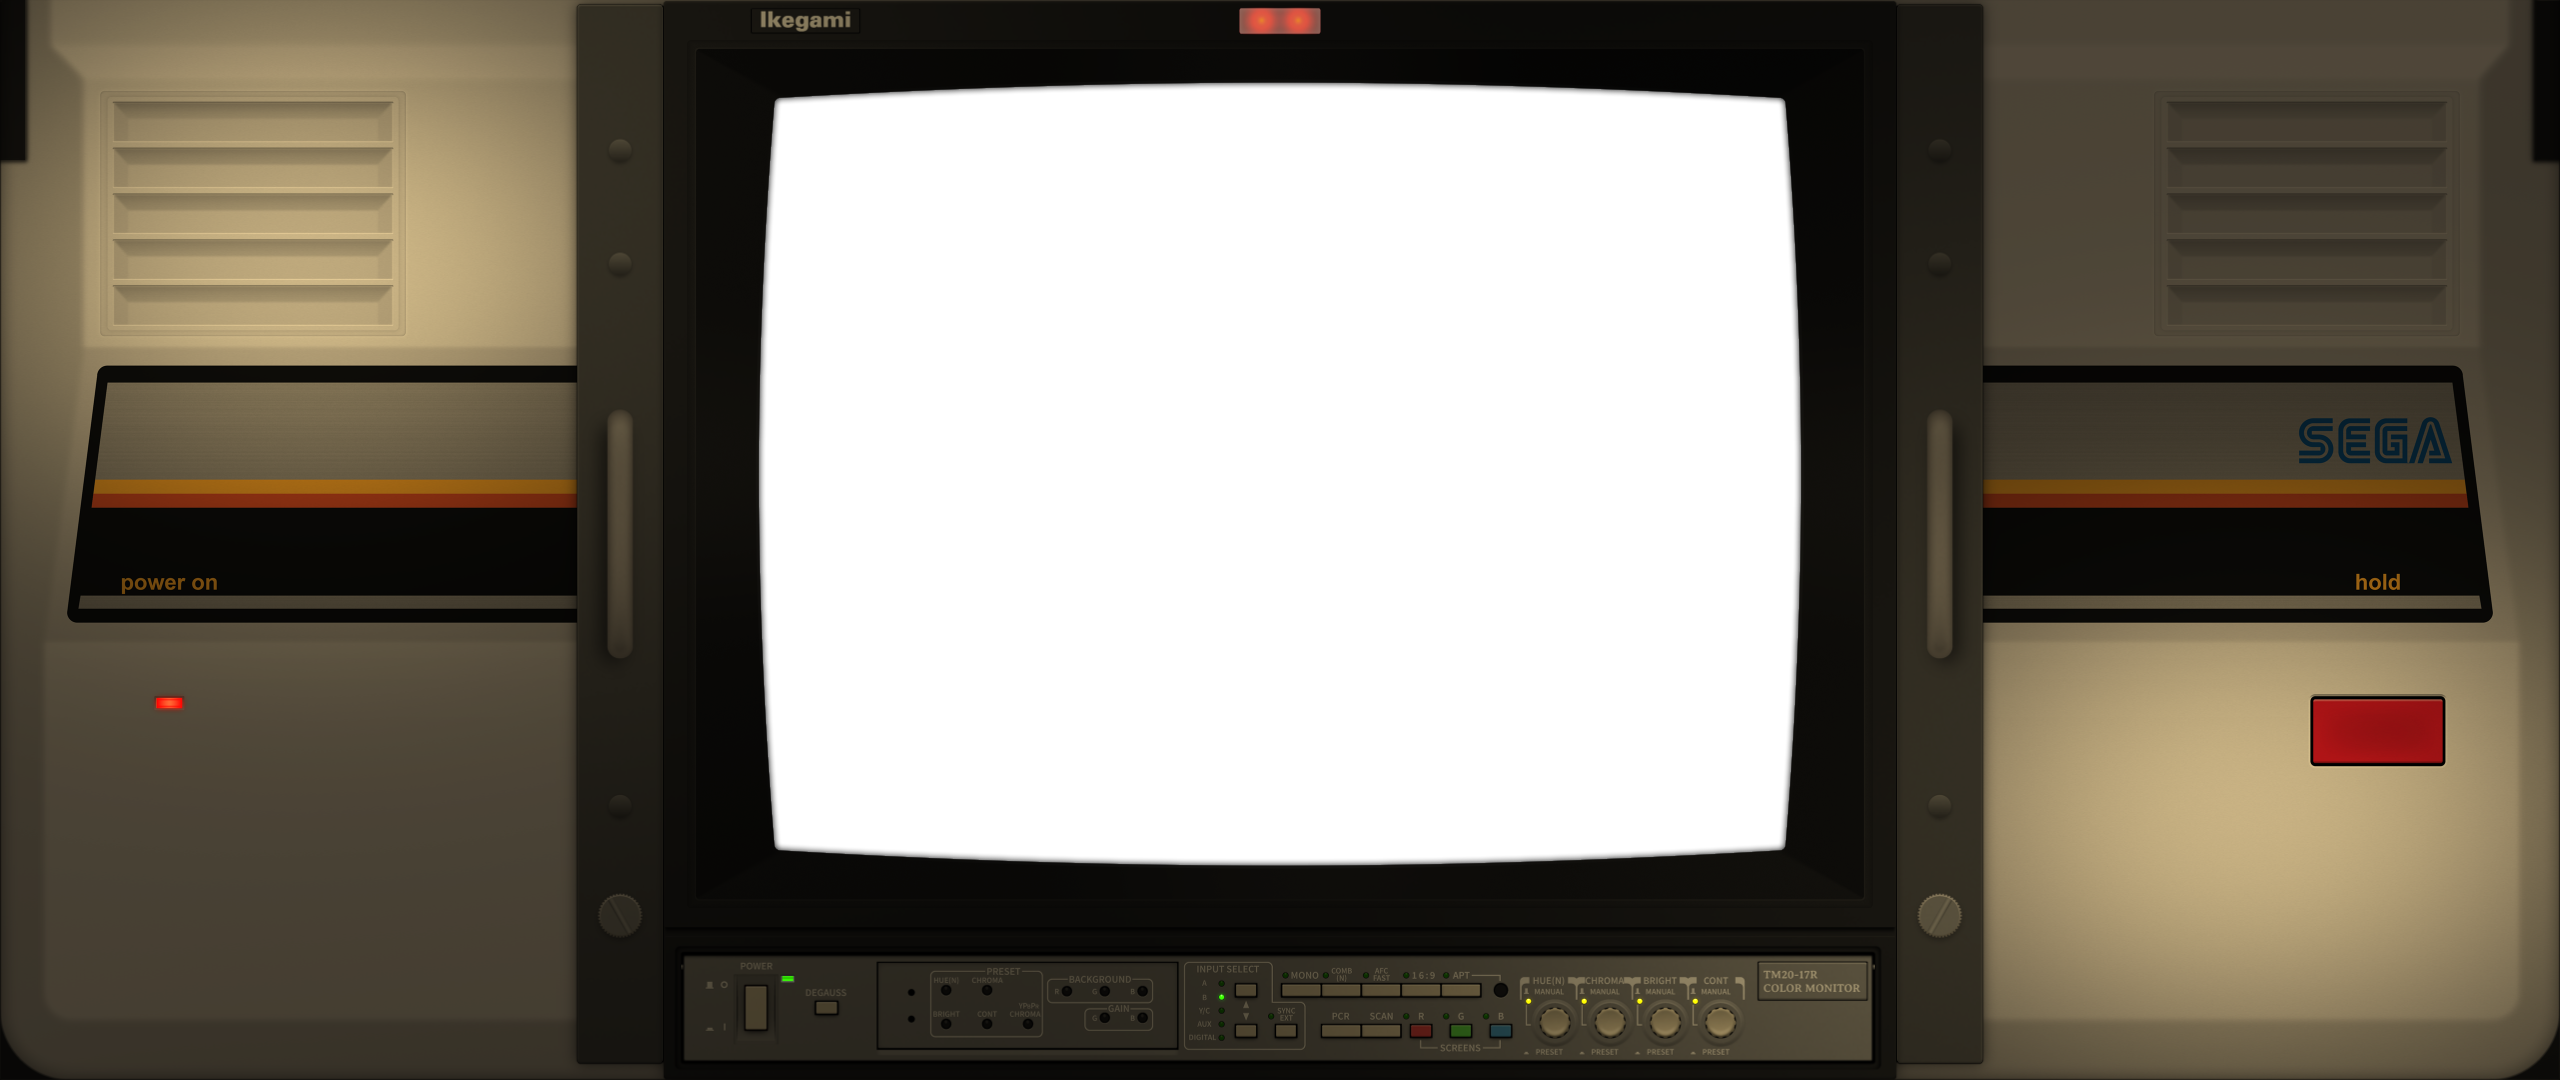 Ikegami
SEGA
power on
hold
POWER
DEGAUSS
PRESET
HUE(N) CHROMA
BRIGHT CONT YPbPr CHROMA
BACKGROUND
R G B
GAIN
G B
INPUT SELECT
A
B
Y/C
AUX
DIGITAL
SYNC EXT
MONO COMB (N) AFC FAST 16:9 APT
PCR SCAN R G B
SCREENS
HUE(N) CHROMA BRIGHT CONT
MANUAL MANUAL MANUAL MANUAL
PRESET PRESET PRESET PRESET
TM20-17R
COLOR MONITOR